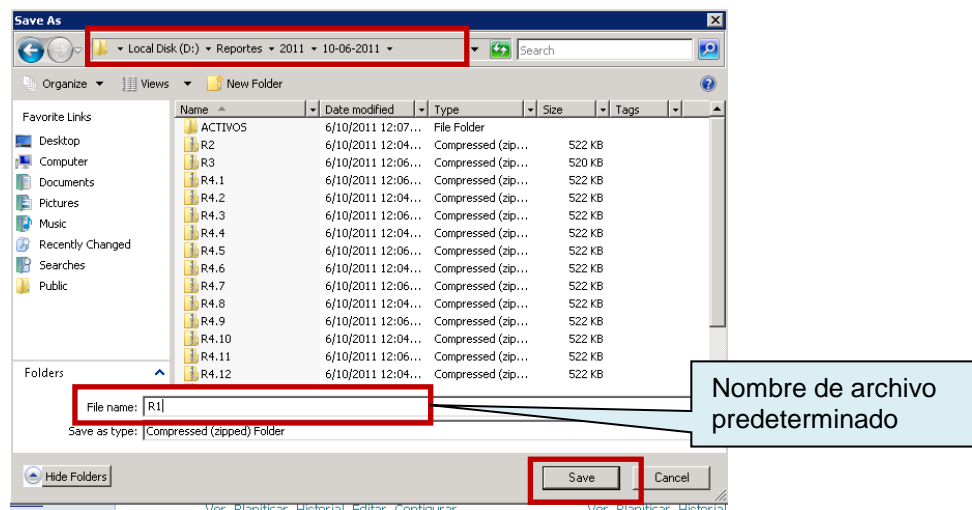 Save As
Local Disk (D:) Reportes 2011 10-06-2011 Search
Organize Views New Folder
Favorite Links
Desktop
Computer
Documents
Pictures
Music
Recently Changed
Searches
Public
Folders
Name Date modified Type Size Tags
ACTIVOS 6/10/2011 12:07... File Folder
R2 6/10/2011 12:04... Compressed (zip... 522 KB
R3 6/10/2011 12:06... Compressed (zip... 520 KB
R4.1 6/10/2011 12:06... Compressed (zip... 522 KB
R4.2 6/10/2011 12:04... Compressed (zip... 522 KB
R4.3 6/10/2011 12:06... Compressed (zip... 522 KB
R4.4 6/10/2011 12:04... Compressed (zip... 522 KB
R4.5 6/10/2011 12:06... Compressed (zip... 522 KB
R4.6 6/10/2011 12:04... Compressed (zip... 522 KB
R4.7 6/10/2011 12:06... Compressed (zip... 522 KB
R4.8 6/10/2011 12:04... Compressed (zip... 522 KB
R4.9 6/10/2011 12:06... Compressed (zip... 522 KB
R4.10 6/10/2011 12:04... Compressed (zip... 522 KB
R4.11 6/10/2011 12:06... Compressed (zip... 522 KB
R4.12 6/10/2011 12:04... Compressed (zip... 522 KB
File name: R1
Save as type: Compressed (zipped) Folder
Nombre de archivo
predeterminado
Hide Folders Save Cancel
Ver Planificar Historial Editar Configurar Ver Planificar Historial